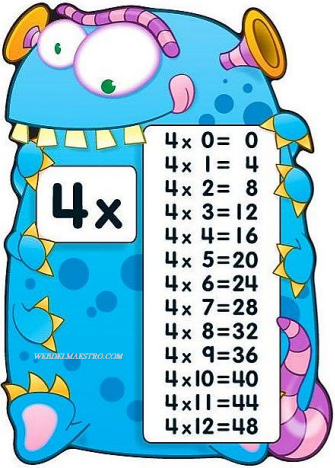 4x
4x 0= 0
4x 1= 4
4x 2= 8
4x 3=12
4x 4=16
4x 5=20
4x 6=24
4x 7=28
4x 8=32
4x 9=36
4x10=40
4x11=44
4x12=48
WEBDELMAESTRO.COM